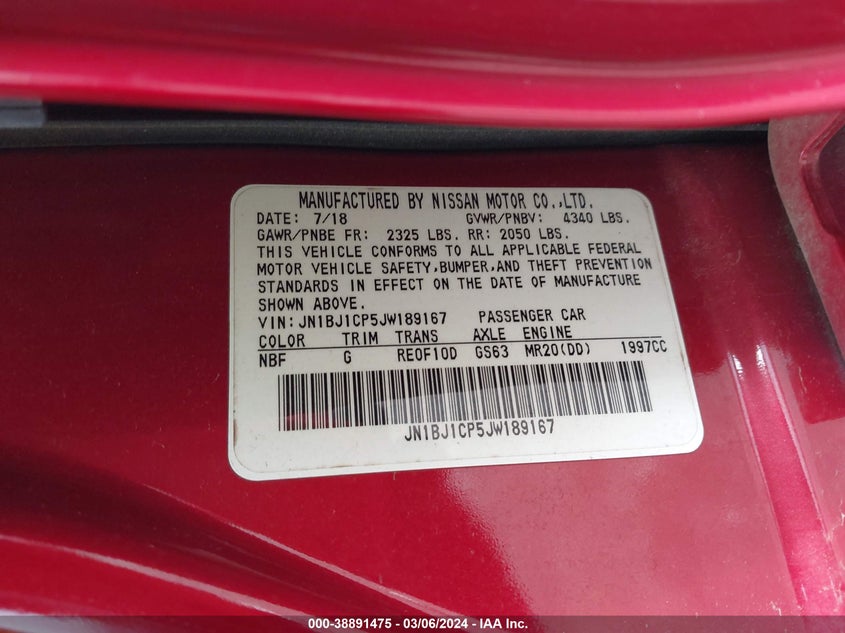 MANUFACTURED BY NISSAN MOTOR CO.,LTD.
DATE: 7/18 GVWR/PNBV: 4340 LBS.
GAWR/PNBE FR: 2325 LBS. RR: 2050 LBS.
THIS VEHICLE CONFORMS TO ALL APPLICABLE FEDERAL
MOTOR VEHICLE SAFETY,BUMPER,AND THEFT PREVENTION
STANDARDS IN EFFECT ON THE DATE OF MANUFACTURE
SHOWN ABOVE.
VIN:JN1BJ1CP5JW189167 PASSENGER CAR
COLOR TRIM TRANS AXLE ENGINE
NBF G RE0F10D GS63 MR20(DD) 1997CC
JN1BJ1CP5JW189167
000-38891475 — 03/06/2024 — IAA Inc. (US)